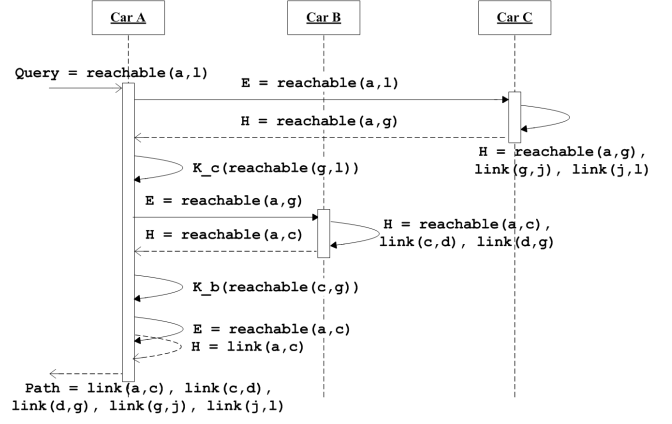 Car A
Car B
Car C
Query = reachable(a,l)
E = reachable(a,l)
H = reachable(a,g)
H = reachable(a,g),
link(g,j), link(j,l)
K_c(reachable(g,l))
E = reachable(a,g)
H = reachable(a,c)
H = reachable(a,c),
link(c,d), link(d,g)
K_b(reachable(c,g))
E = reachable(a,c)
H = link(a,c)
Path = link(a,c), link(c,d),
link(d,g), link(g,j), link(j,l)